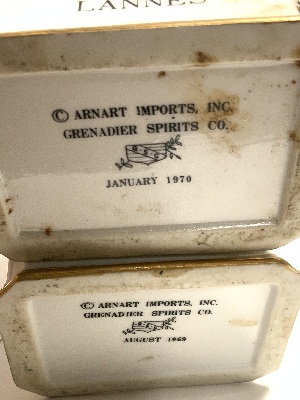 LANNES
© ARNART IMPORTS, INC.
GRENADIER SPIRITS CO.
JANUARY 1970
© ARNART IMPORTS, INC.
GRENADIER SPIRITS CO.
AUGUST 1969